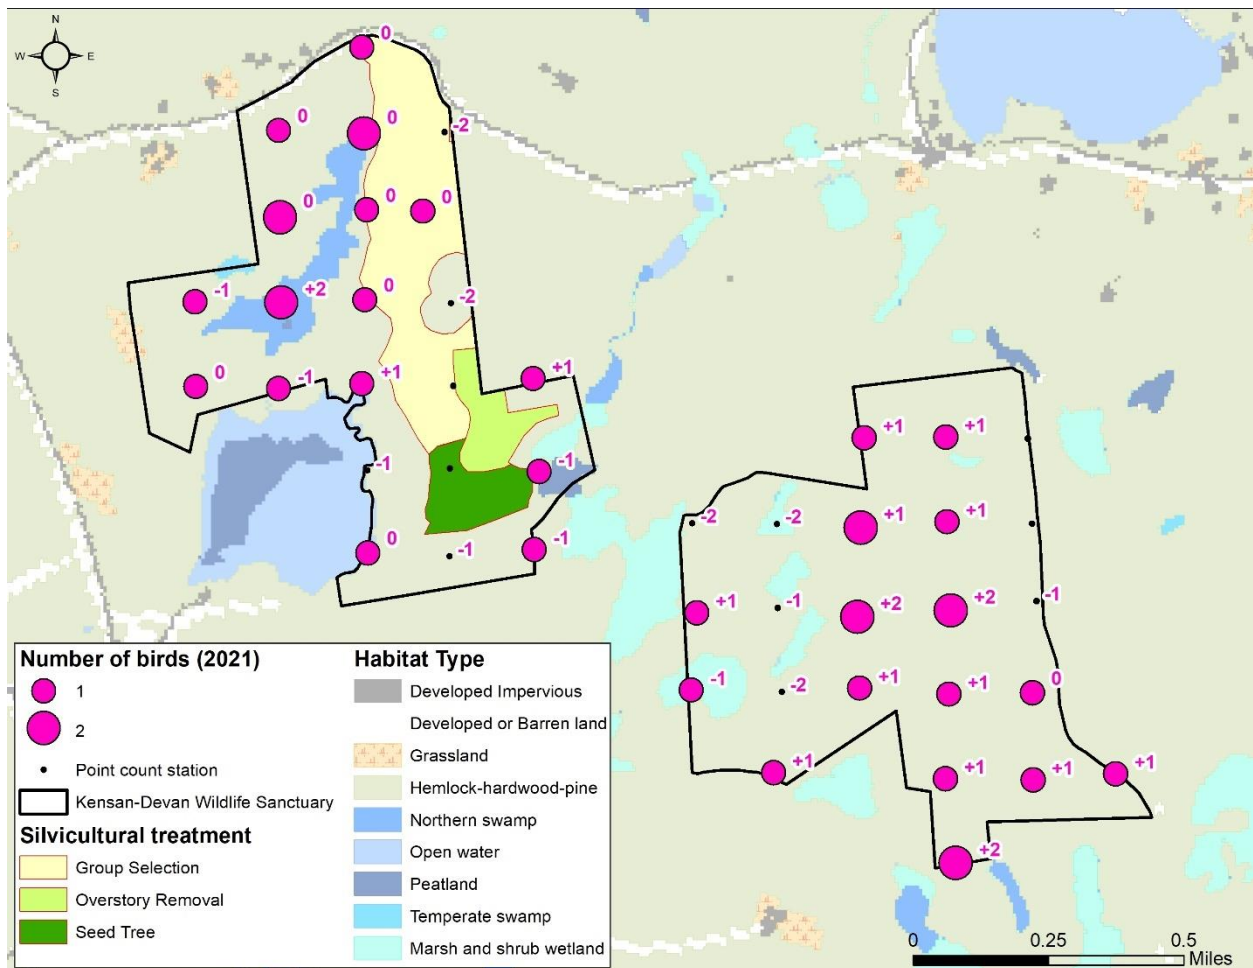 N
W E
S
0
0 0 -2
0 0 0
-1 +2 0 -2
0 -1 +1 +1
-1 -1
0 -1 -1
+1 +1
-2 -2 +1 +1
+1 -1 +2 +2 -1
-1 -2 +1 +1 0
+1 +1 +1 +1
+2
Number of birds (2021)
1
2
Point count station
Kensan-Devan Wildlife Sanctuary
Silvicultural treatment
Group Selection
Overstory Removal
Seed Tree
Habitat Type
Developed Impervious
Developed or Barren land
Grassland
Hemlock-hardwood-pine
Northern swamp
Open water
Peatland
Temperate swamp
Marsh and shrub wetland
0 0.25 0.5
Miles